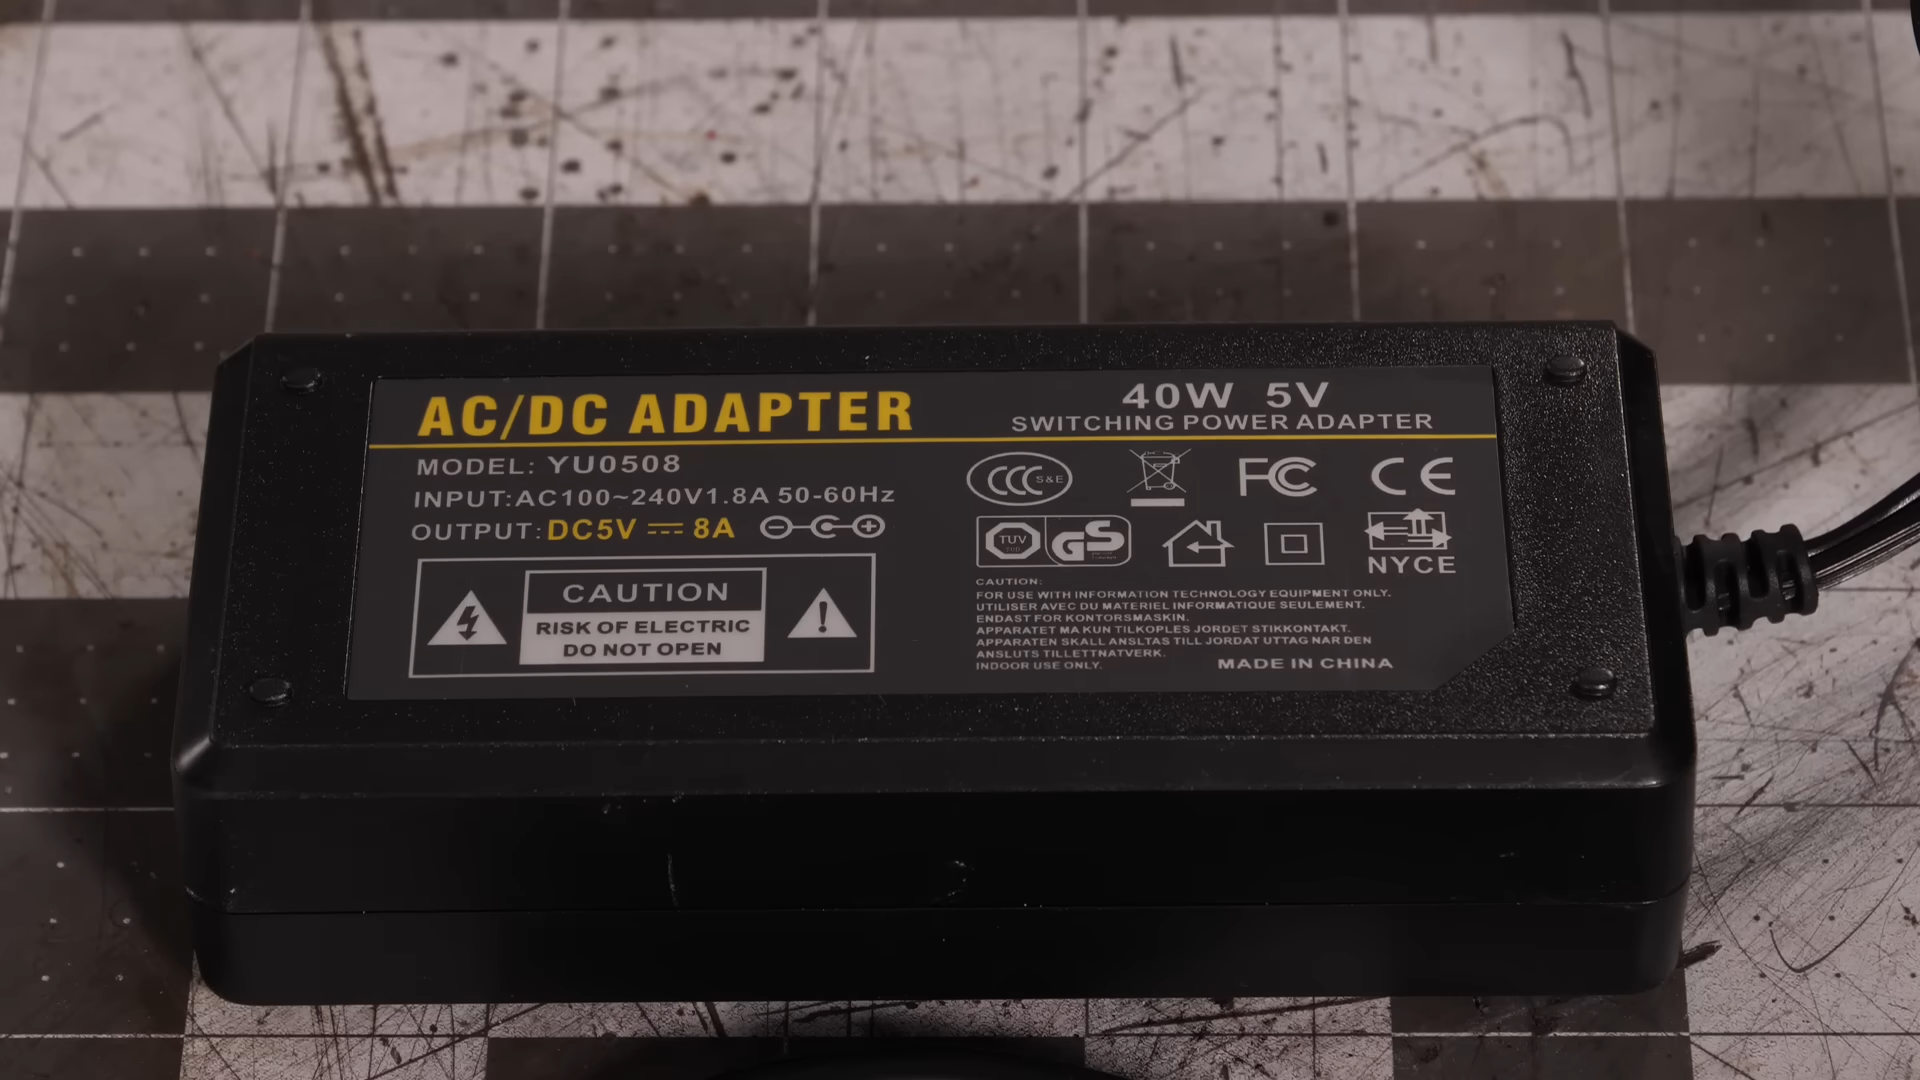 AC/DC ADAPTER
40W 5V
SWITCHING POWER ADAPTER
MODEL: YU0508
INPUT:AC100~240V1.8A 50-60Hz
OUTPUT:DC5V ⎓ 8A
CAUTION
RISK OF ELECTRIC
DO NOT OPEN
CCC S&E
FC CE
TUV GS
NYCE
CAUTION:
FOR USE WITH INFORMATION TECHNOLOGY EQUIPMENT ONLY.
UTILISER AVEC DU MATERIEL INFORMATIQUE SEULEMENT.
ENDAST FOR KONTORSMASKIN.
APPARATET MA KUN TILKOPLES JORDET STIKKONTAKT.
APPARATEN SKALL ANSLTAS TILL JORDAT UTTAG NAR DEN
ANSLUTS TILLETTNATVERK.
INDOOR USE ONLY.
MADE IN CHINA